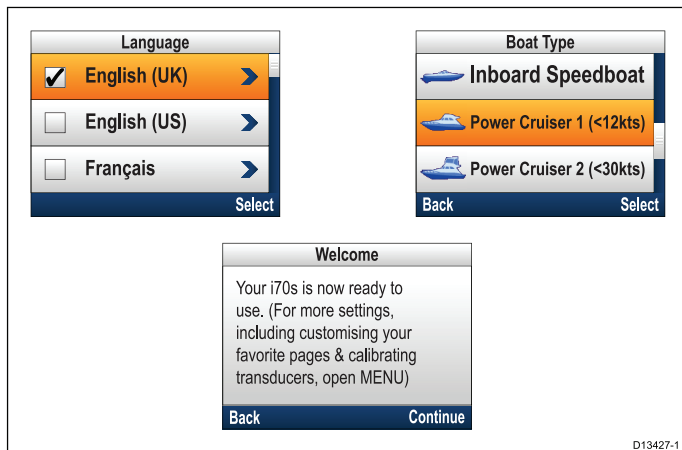 Language
English (UK)
English (US)
Français
Select
Boat Type
Inboard Speedboat
Power Cruiser 1 (<12kts)
Power Cruiser 2 (<30kts)
Back Select
Welcome
Your i70s is now ready to
use. (For more settings,
including customising your
favorite pages & calibrating
transducers, open MENU)
Back Continue
D13427-1